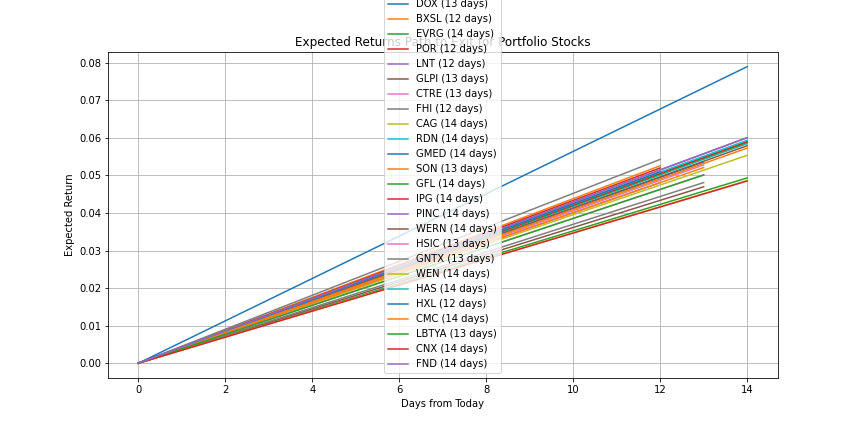 DOX (13 days)
BXSL (12 days)
EVRG (14 days)
Expected Returns Path to Exit for Portfolio Stocks
POR (12 days)
LNT (12 days)
GLPI (13 days)
CTRE (13 days)
FHI (12 days)
CAG (14 days)
RDN (14 days)
GMED (14 days)
SON (13 days)
GFL (14 days)
IPG (14 days)
PINC (14 days)
WERN (14 days)
HSIC (13 days)
GNTX (13 days)
WEN (14 days)
HAS (14 days)
HXL (12 days)
CMC (14 days)
LBTYA (13 days)
CNX (14 days)
FND (14 days)
0.08
0.07
0.06
0.05
0.04
0.03
0.02
0.01
0.00
Expected Return
0 2 4 6 8 10 12 14
Days from Today